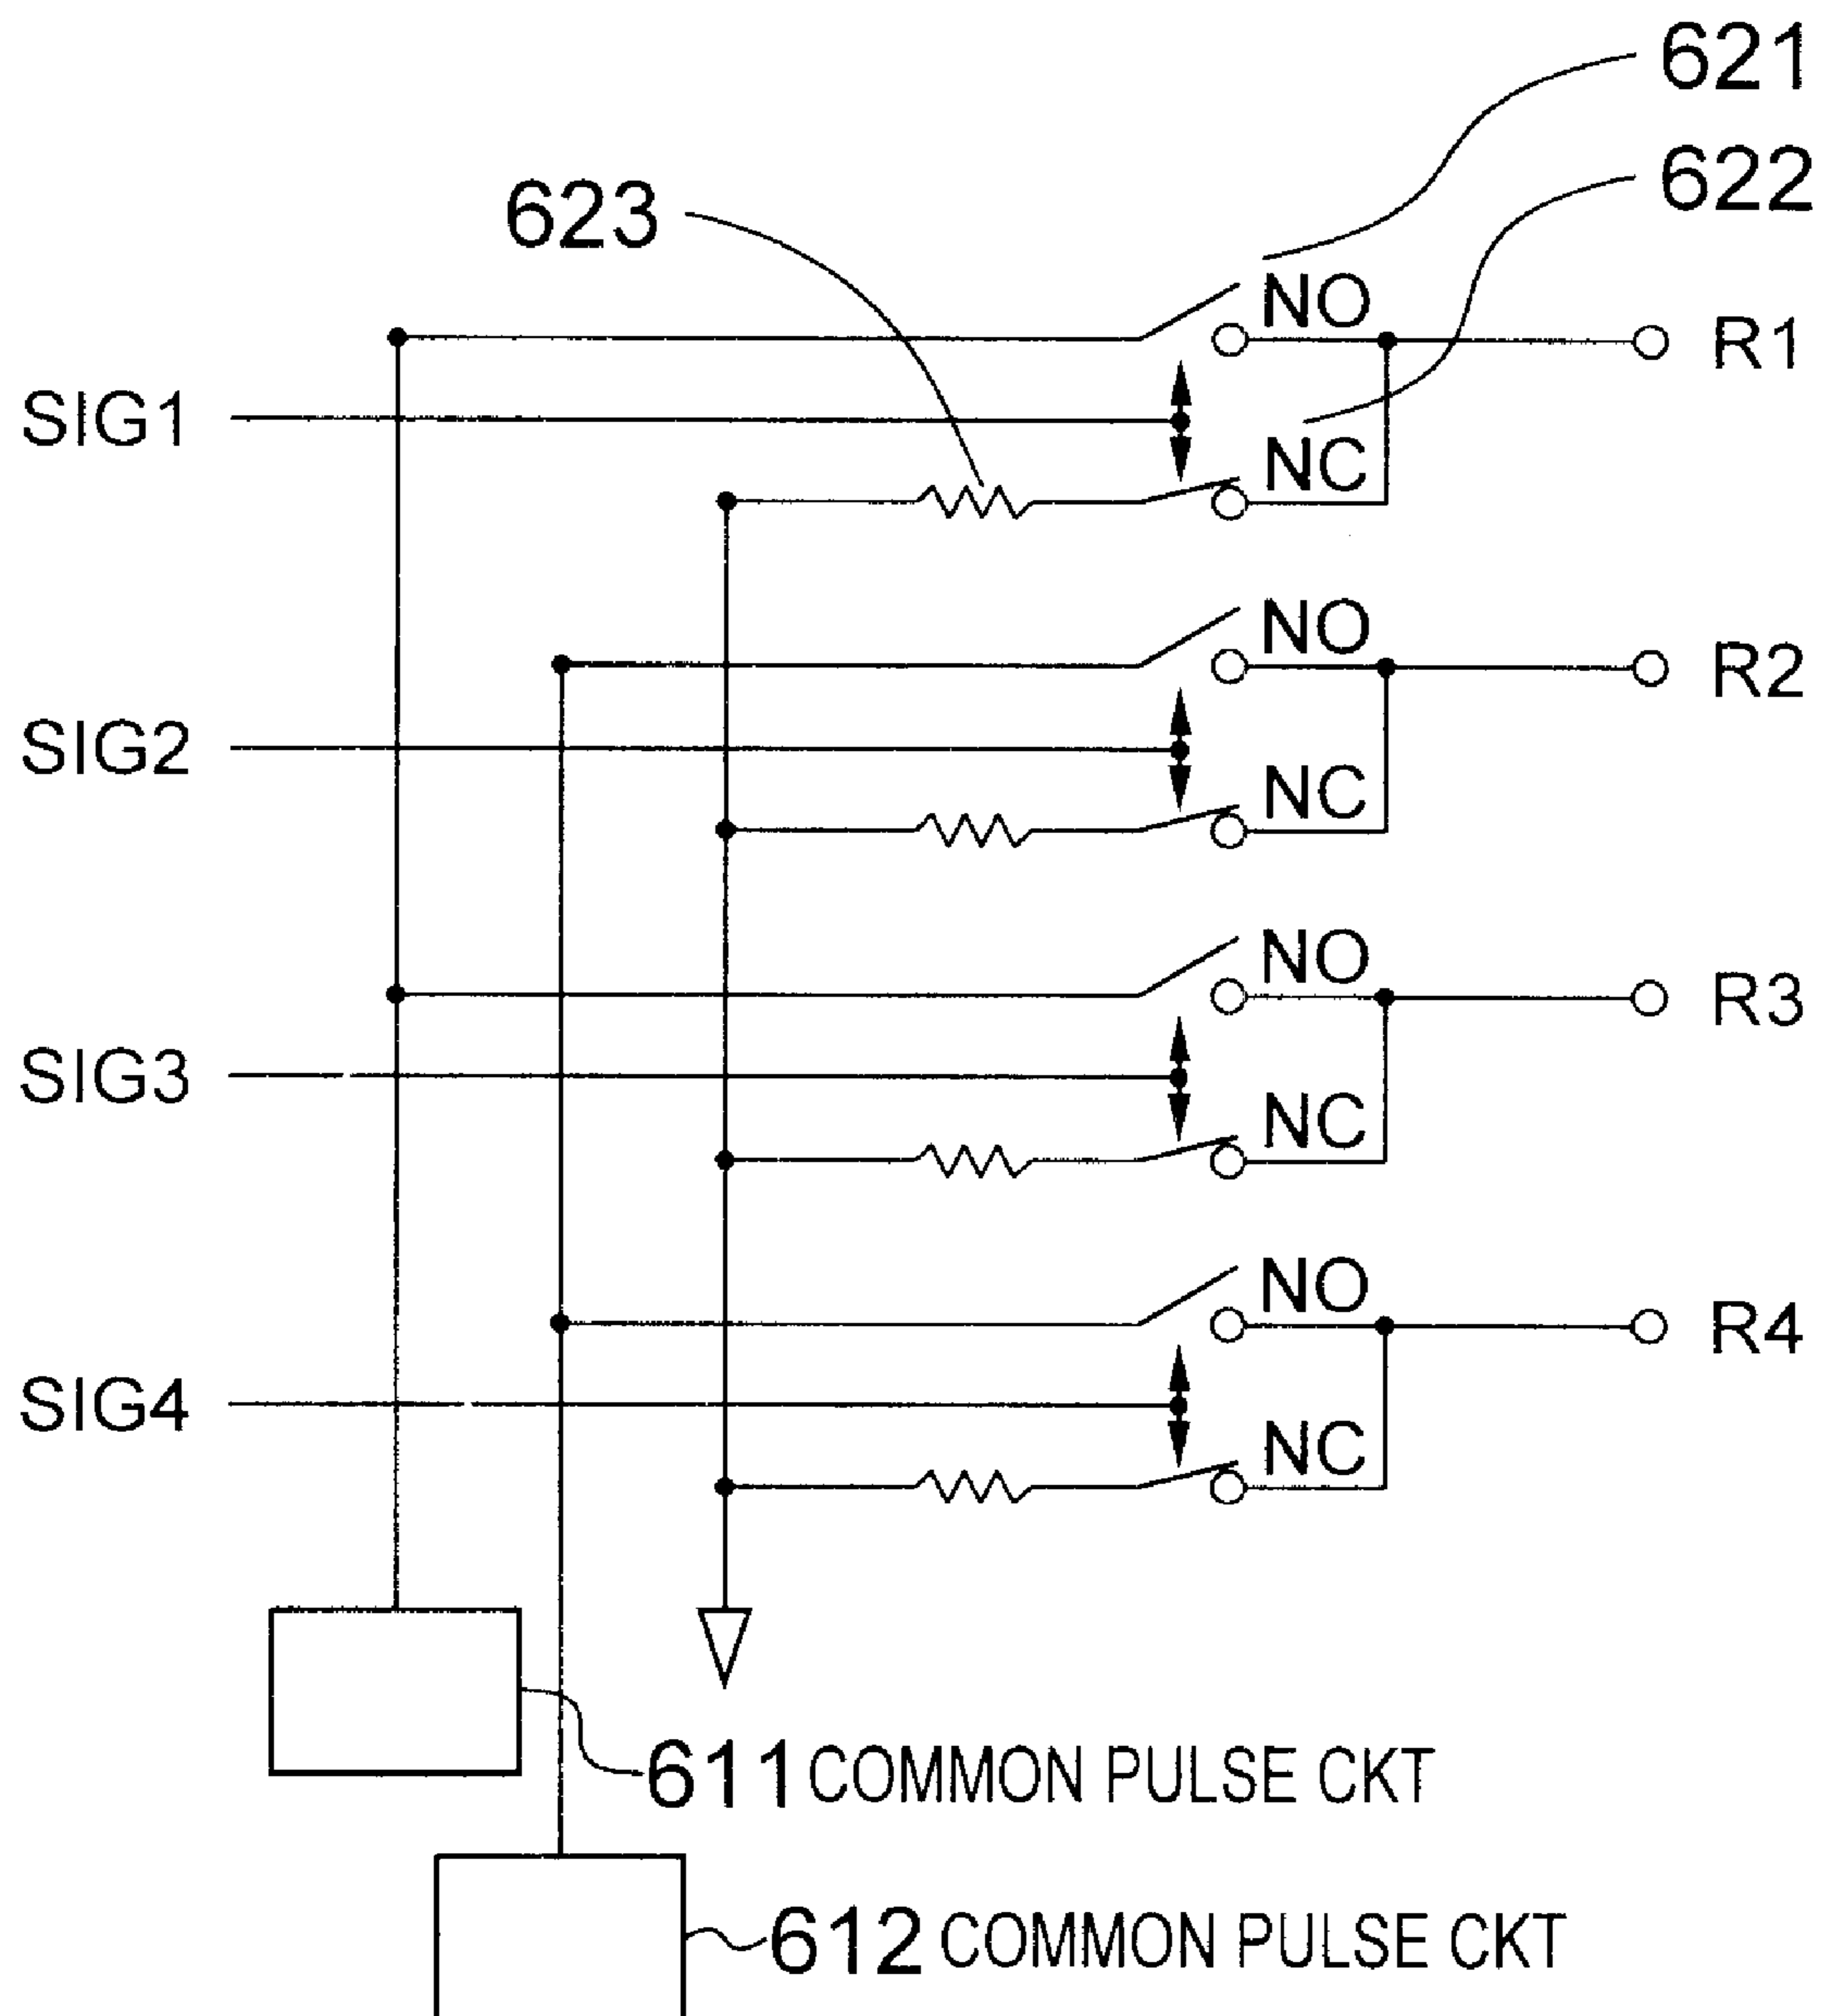 621
622
623
NO
R1
SIG1
NC
NO
R2
SIG2
NC
NO
R3
SIG3
NC
NO
R4
SIG4
NC
611 COMMON PULSE CKT
612 COMMON PULSE CKT